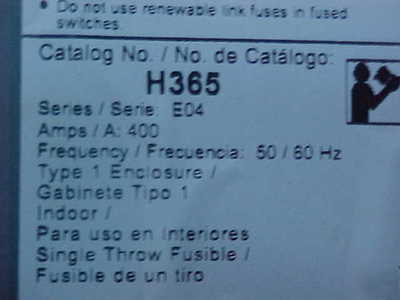 • Do not use renewable link fuses in fused
switches.
Catalog No. / No. de Catálogo:
H365
Series / Serie: E04
Amps / A: 400
Frequency / Frecuencia: 50 / 60 Hz
Type 1 Enclosure /
Gabinete Tipo 1
Indoor /
Para uso en interiores
Single Throw Fusible /
Fusible de un tiro